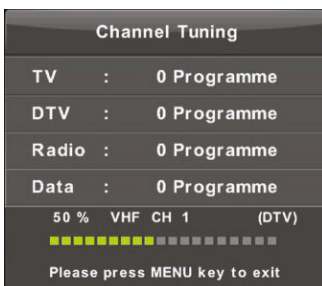 Channel Tuning
TV : 0 Programme
DTV : 0 Programme
Radio : 0 Programme
Data : 0 Programme
50 % VHF CH 1 (DTV)
Please press MENU key to exit